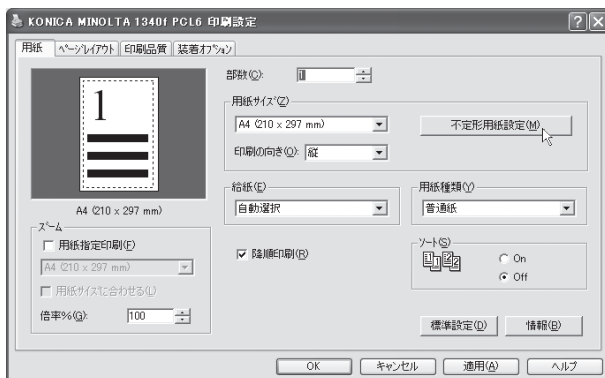 KONICA MINOLTA 1340f PCL6 印刷設定
用紙 ページレイアウト 印刷品質 装着オプション
部数(C): 1
用紙サイズ(Z)
A4 (210 x 297 mm)
不定形用紙設定(M)
印刷の向き(O): 縦
1
A4 (210 x 297 mm)
給紙(E)
自動選択
用紙種類(Y)
普通紙
ズーム
用紙指定印刷(F)
A4 (210 x 297 mm)
用紙サイズに合わせる(L)
倍率%(G): 100
降順印刷(R)
ソート(S)
1 1 2 2
On
Off
標準設定(D) 情報(B)
OK キャンセル 適用(A) ヘルプ